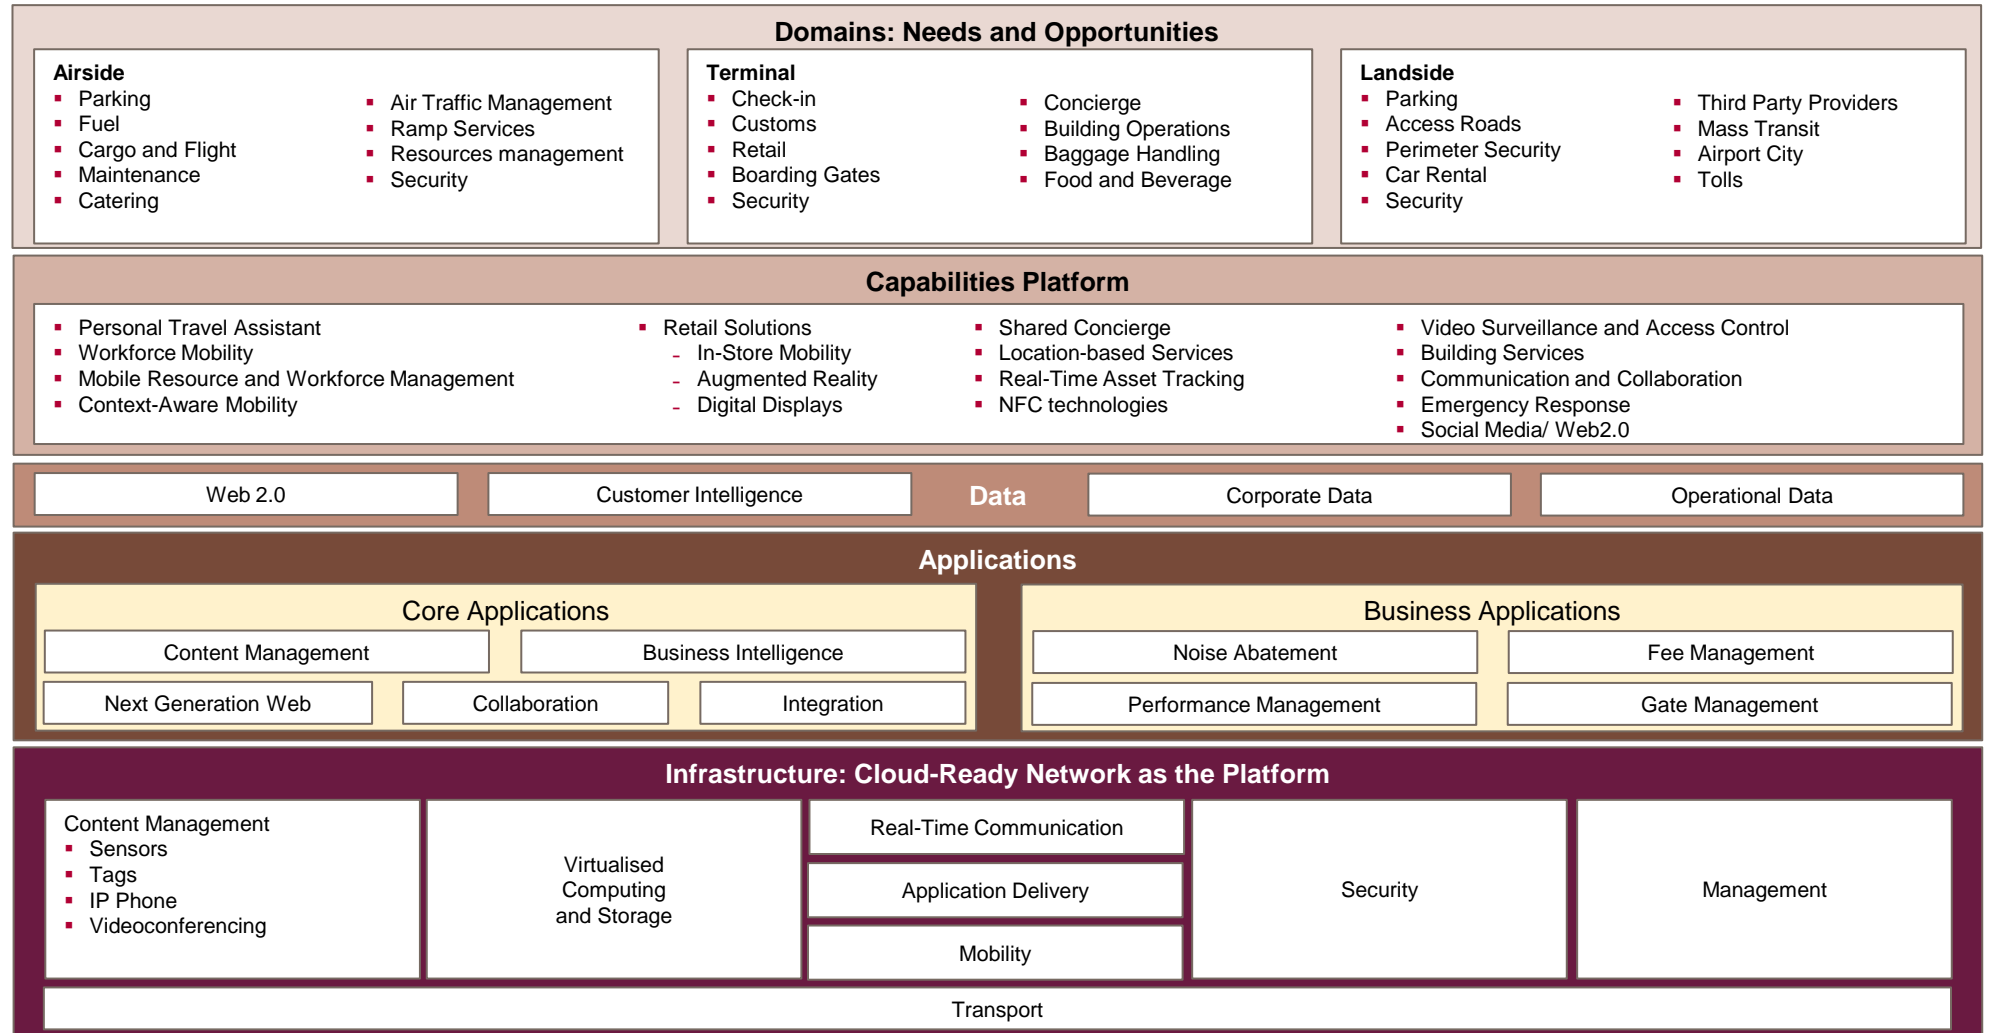 Domains: Needs and Opportunities
Airside
Parking
Fuel
Cargo and Flight
Maintenance
Catering
Air Traffic Management
Ramp Services
Resources management
Security
Terminal
Check-in
Customs
Retail
Boarding Gates
Security
Concierge
Building Operations
Baggage Handling
Food and Beverage
Landside
Parking
Access Roads
Perimeter Security
Car Rental
Security
Third Party Providers
Mass Transit
Airport City
Tolls
Capabilities Platform
Personal Travel Assistant
Workforce Mobility
Mobile Resource and Workforce Management
Context-Aware Mobility
Retail Solutions
- In-Store Mobility
- Augmented Reality
- Digital Displays
Shared Concierge
Location-based Services
Real-Time Asset Tracking
NFC technologies
Video Surveillance and Access Control
Building Services
Communication and Collaboration
Emergency Response
Social Media/ Web2.0
Web 2.0
Customer Intelligence
Data
Corporate Data
Operational Data
Applications
Core Applications
Content Management
Business Intelligence
Next Generation Web
Collaboration
Integration
Business Applications
Noise Abatement
Fee Management
Performance Management
Gate Management
Infrastructure: Cloud-Ready Network as the Platform
Content Management
Sensors
Tags
IP Phone
Videoconferencing
Virtualised
Computing
and Storage
Real-Time Communication
Application Delivery
Mobility
Security
Management
Transport